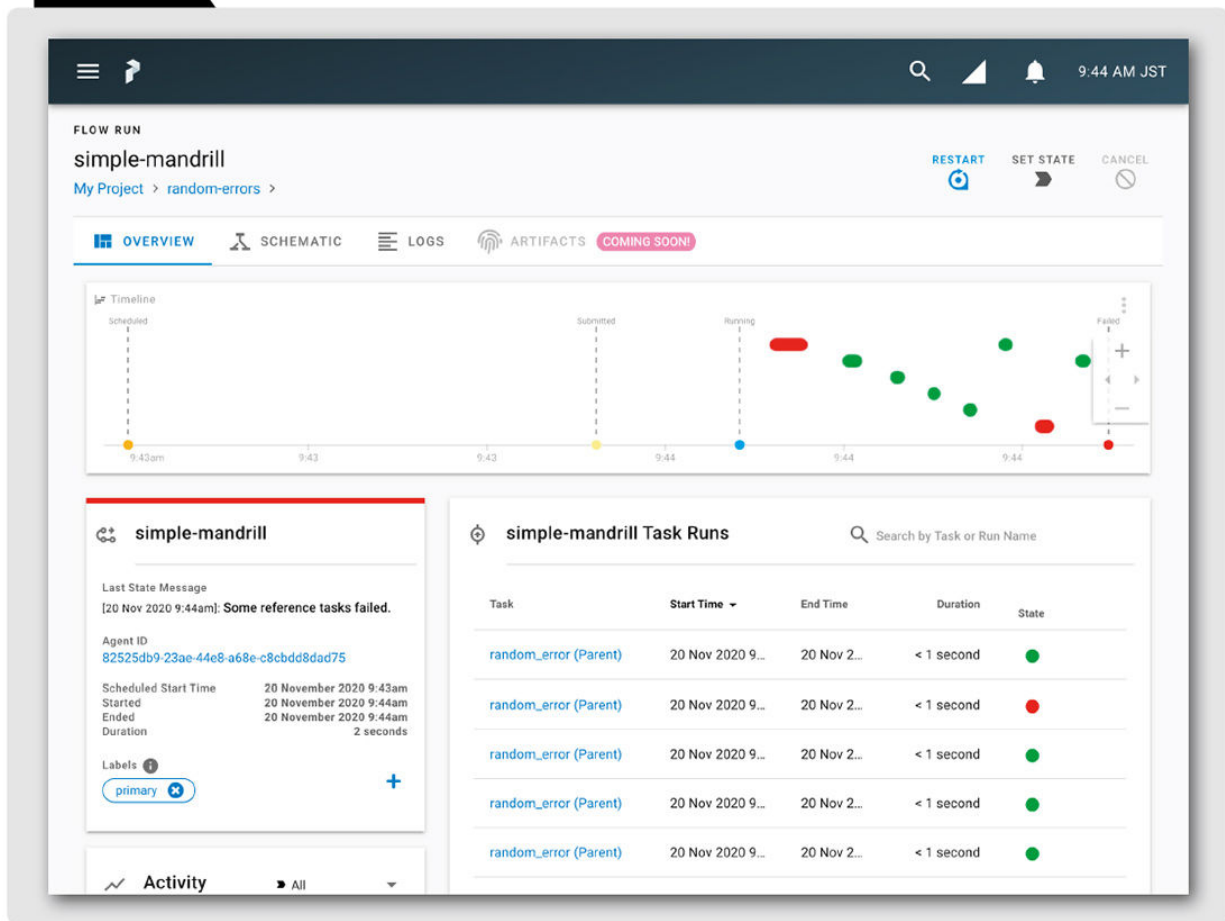 9:44 AM JST
FLOW RUN
simple-mandrill
My Project > random-errors >
RESTART SET STATE CANCEL
OVERVIEW SCHEMATIC LOGS ARTIFACTS COMING SOON!
Timeline
Scheduled Submitted Running Failed
9:43am 9:43 9:43 9:44 9:44 9:44
simple-mandrill
Last State Message
[20 Nov 2020 9:44am]: Some reference tasks failed.
Agent ID
82525db9-23ae-44e8-a68e-c8cbdd8dad75
Scheduled Start Time 20 November 2020 9:43am
Started 20 November 2020 9:44am
Ended 20 November 2020 9:44am
Duration 2 seconds
Labels
primary
Activity All
simple-mandrill Task Runs Search by Task or Run Name
Task Start Time End Time Duration State
random_error (Parent) 20 Nov 2020 9... 20 Nov 2... < 1 second
random_error (Parent) 20 Nov 2020 9... 20 Nov 2... < 1 second
random_error (Parent) 20 Nov 2020 9... 20 Nov 2... < 1 second
random_error (Parent) 20 Nov 2020 9... 20 Nov 2... < 1 second
random_error (Parent) 20 Nov 2020 9... 20 Nov 2... < 1 second